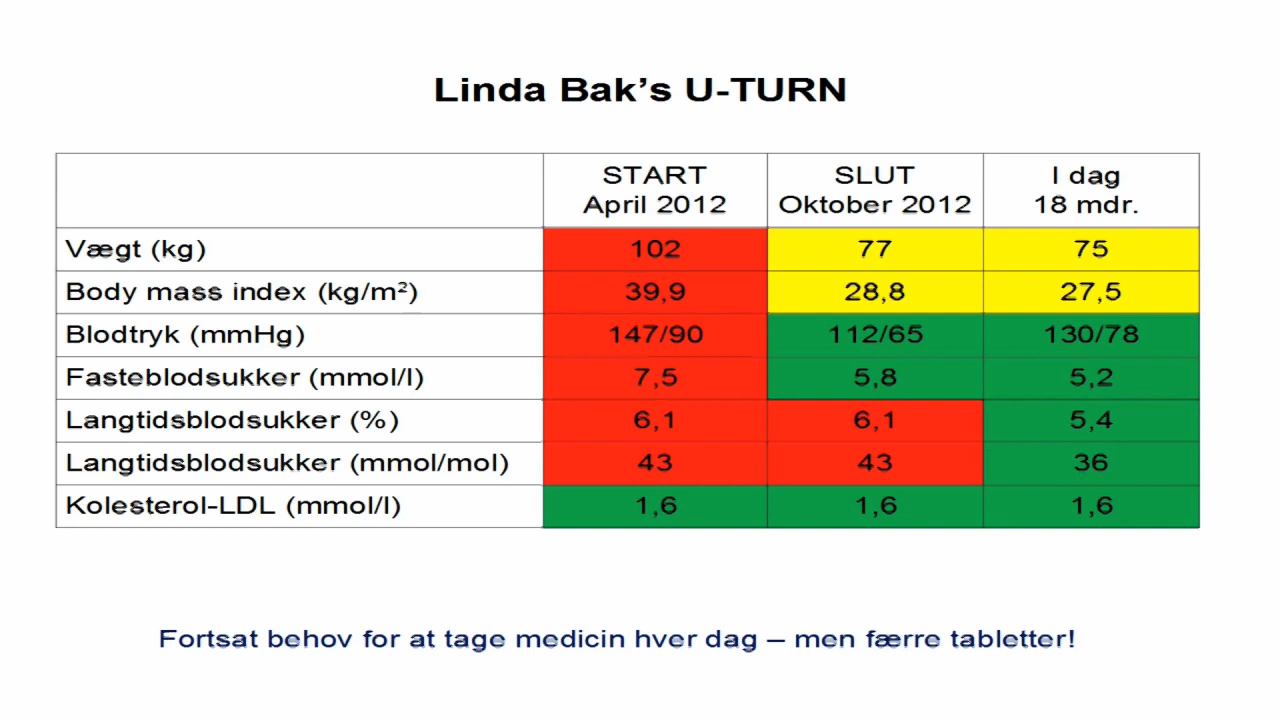 Linda Bak’s U-TURN
START SLUT I dag
April 2012 Oktober 2012 18 mdr.
Vægt (kg) 102 77 75
Body mass index (kg/m²) 39,9 28,8 27,5
Blodtryk (mmHg) 147/90 112/65 130/78
Fasteblodsukker (mmol/l) 7,5 5,8 5,2
Langtidsblodsukker (%) 6,1 6,1 5,4
Langtidsblodsukker (mmol/mol) 43 43 36
Kolesterol-LDL (mmol/l) 1,6 1,6 1,6
Fortsat behov for at tage medicin hver dag – men færre tabletter!